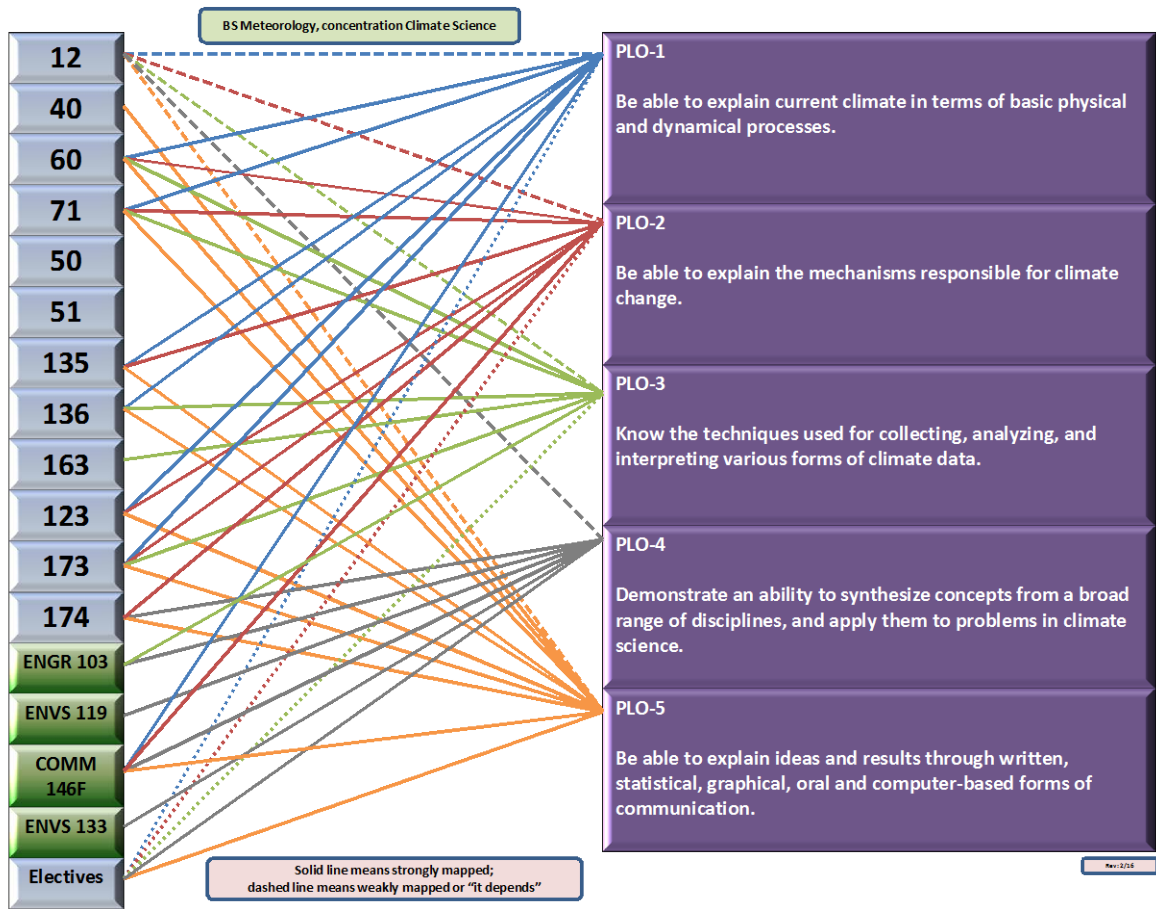 BS Meteorology, concentration Climate Science
12
40
60
71
50
51
135
136
163
123
173
174
ENGR 103
ENVS 119
COMM
146F
ENVS 133
Electives
PLO-1
Be able to explain current climate in terms of basic physical
and dynamical processes.
PLO-2
Be able to explain the mechanisms responsible for climate
change.
PLO-3
Know the techniques used for collecting, analyzing, and
interpreting various forms of climate data.
PLO-4
Demonstrate an ability to synthesize concepts from a broad
range of disciplines, and apply them to problems in climate
science.
PLO-5
Be able to explain ideas and results through written,
statistical, graphical, oral and computer-based forms of
communication.
Solid line means strongly mapped;
dashed line means weakly mapped or “it depends”
2/16